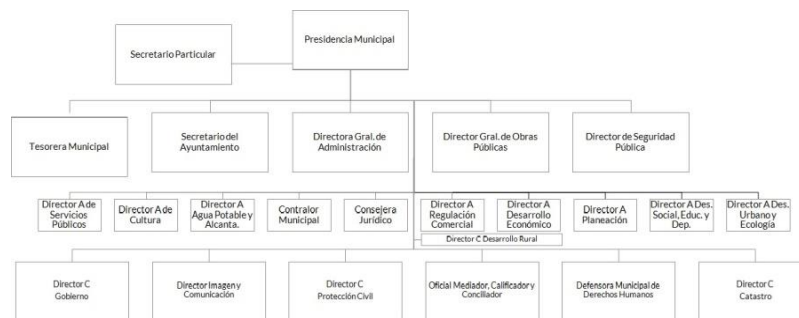 Presidencia Municipal
Secretario Particular
Tesorera Municipal
Secretario del
Ayuntamiento
Directora Gral. de
Administración
Director Gral. de Obras
Públicas
Director de Seguridad
Pública
Director A de
Servicios
Públicos
Director A de
Cultura
Director A
Agua Potable y
Alcanta.
Contralor
Municipal
Consejera
Jurídico
Director A
Regulación
Comercial
Director A
Desarrollo
Económico
Director A
Planeación
Director A Des.
Social, Educ. y
Dep.
Director A Des.
Urbano y
Ecología
Director C Desarrollo Rural
Director C
Gobierno
Director Imagen y
Comunicación
Director C
Protección Civil
Oficial Mediador, Calificador y
Conciliador
Defensora Municipal de
Derechos Humanos
Director C
Catastro